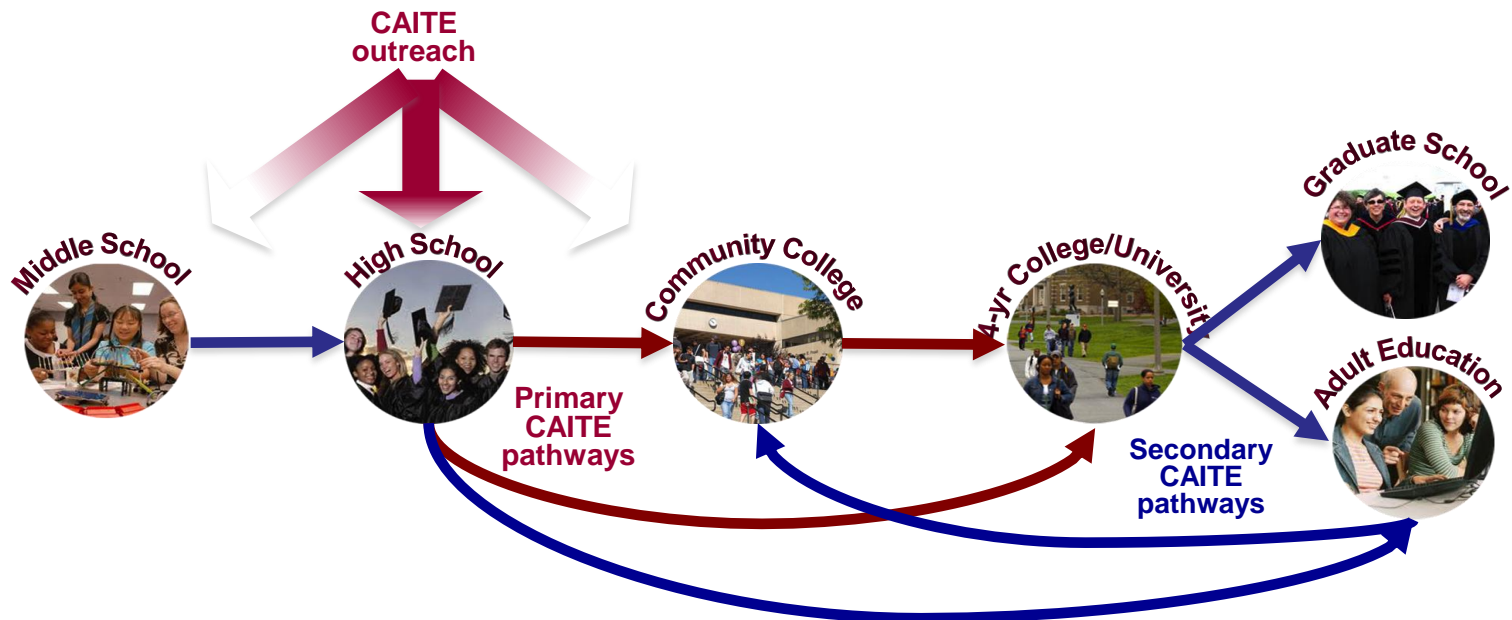 CAITE
outreach
Middle School
High School
Community College
4-yr College/University
Graduate School
Adult Education
Primary
CAITE
pathways
Secondary
CAITE
pathways